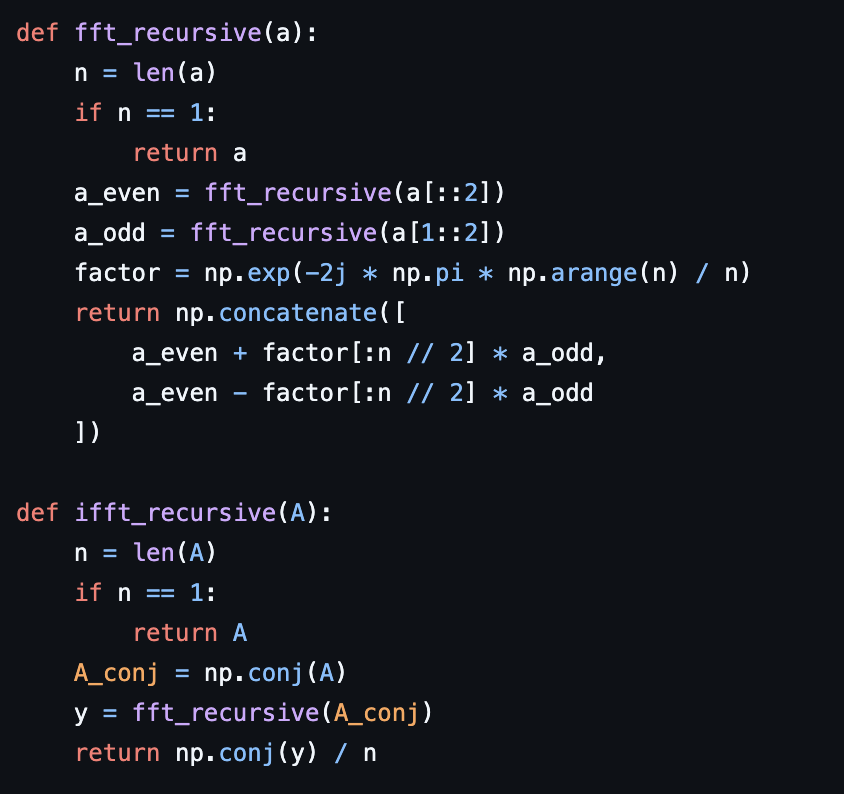 def fft_recursive(a):
    n = len(a)
    if n == 1:
        return a
    a_even = fft_recursive(a[::2])
    a_odd = fft_recursive(a[1::2])
    factor = np.exp(-2j * np.pi * np.arange(n) / n)
    return np.concatenate([
        a_even + factor[:n // 2] * a_odd,
        a_even - factor[:n // 2] * a_odd
    ])

def ifft_recursive(A):
    n = len(A)
    if n == 1:
        return A
    A_conj = np.conj(A)
    y = fft_recursive(A_conj)
    return np.conj(y) / n